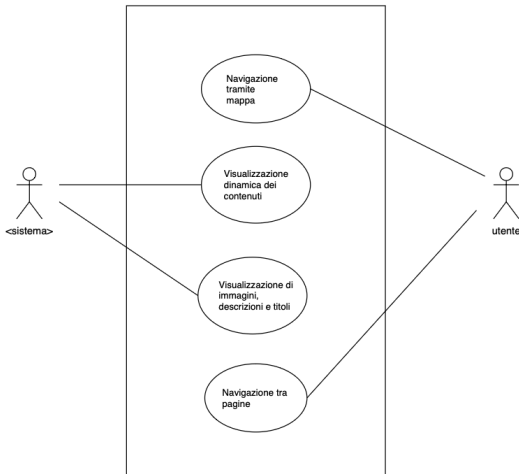 Navigazione
tramite
mappa
Visualizzazione
dinamica dei
contenuti
<sistema>
utente
Visualizzazione di
immagini,
descrizioni e titoli
Navigazione tra
pagine